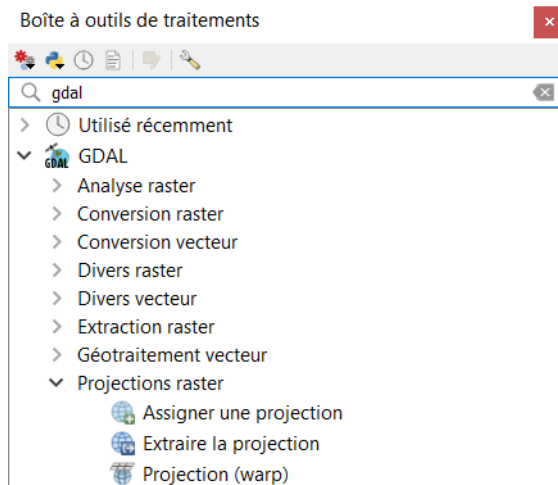 Boîte à outils de traitements
gdal
Utilisé récemment
GDAL GDAL
Analyse raster
Conversion raster
Conversion vecteur
Divers raster
Divers vecteur
Extraction raster
Géotraitement vecteur
Projections raster
Assigner une projection
Extraire la projection
Projection (warp)